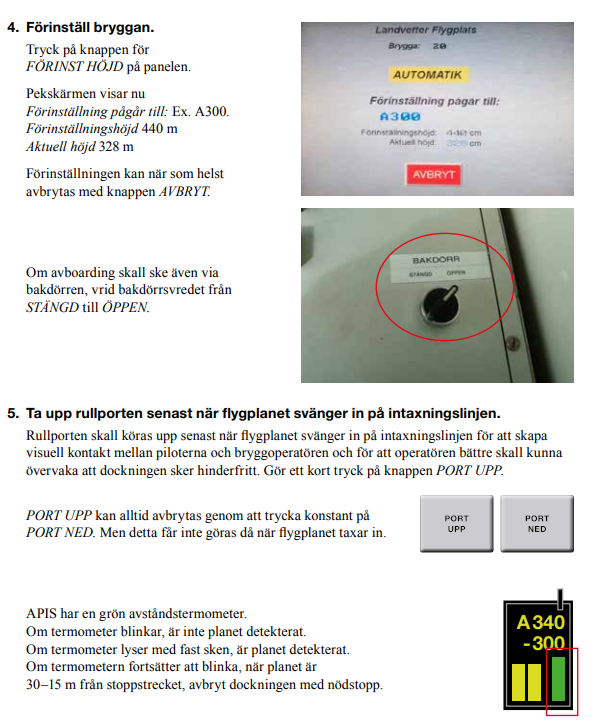 4. Förinställ bryggan.
Tryck på knappen för
FÖRINST HÖJD på panelen.
Pekskärmen visar nu
Förinställning pågår till: Ex. A300.
Förinställningshöjd 440 m
Aktuell höjd 328 m
Förinställningen kan när som helst
avbrytas med knappen AVBRYT.
Landvetter Flygplats
Brygga: 20
AUTOMATIK
Förinställning pågår till:
A300
Förinställningshöjd: cm
Aktuell höjd: cm
AVBRYT
Om avboarding skall ske även via
bakdörren, vrid bakdörrsvredet från
STÄNGD till ÖPPEN.
BAKDÖRR
STÄNGD ÖPPEN
5. Ta upp rullporten senast när flygplanet svänger in på intaxningslinjen.
Rullporten skall köras upp senast när flygplanet svänger in på intaxningslinjen för att skapa
visuell kontakt mellan piloterna och bryggoperatören och för att operatören bättre skall kunna
övervaka att dockningen sker hinderfritt. Gör ett kort tryck på knappen PORT UPP.
PORT UPP kan alltid avbrytas genom att trycka konstant på
PORT NED. Men detta får inte göras då när flygplanet taxar in.
PORT
UPP
PORT
NED
APIS har en grön avståndstermometer.
Om termometer blinkar, är inte planet detekterat.
Om termometer lyser med fast sken, är planet detekterat.
Om termometern fortsätter att blinka, när planet är
30–15 m från stoppstrecket, avbryt dockningen med nödstopp.
A340
-300